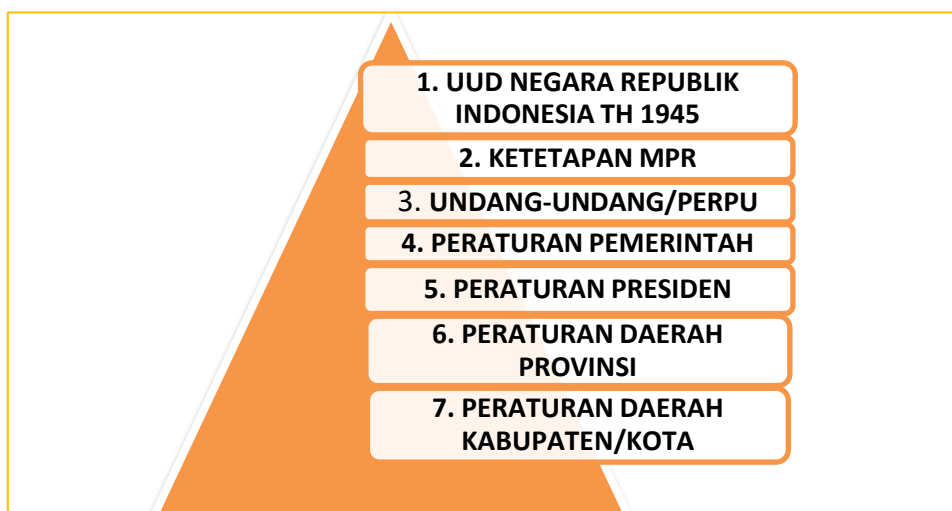 1. UUD NEGARA REPUBLIK
INDONESIA TH 1945
2. KETETAPAN MPR
3. UNDANG-UNDANG/PERPU
4. PERATURAN PEMERINTAH
5. PERATURAN PRESIDEN
6. PERATURAN DAERAH
PROVINSI
7. PERATURAN DAERAH
KABUPATEN/KOTA